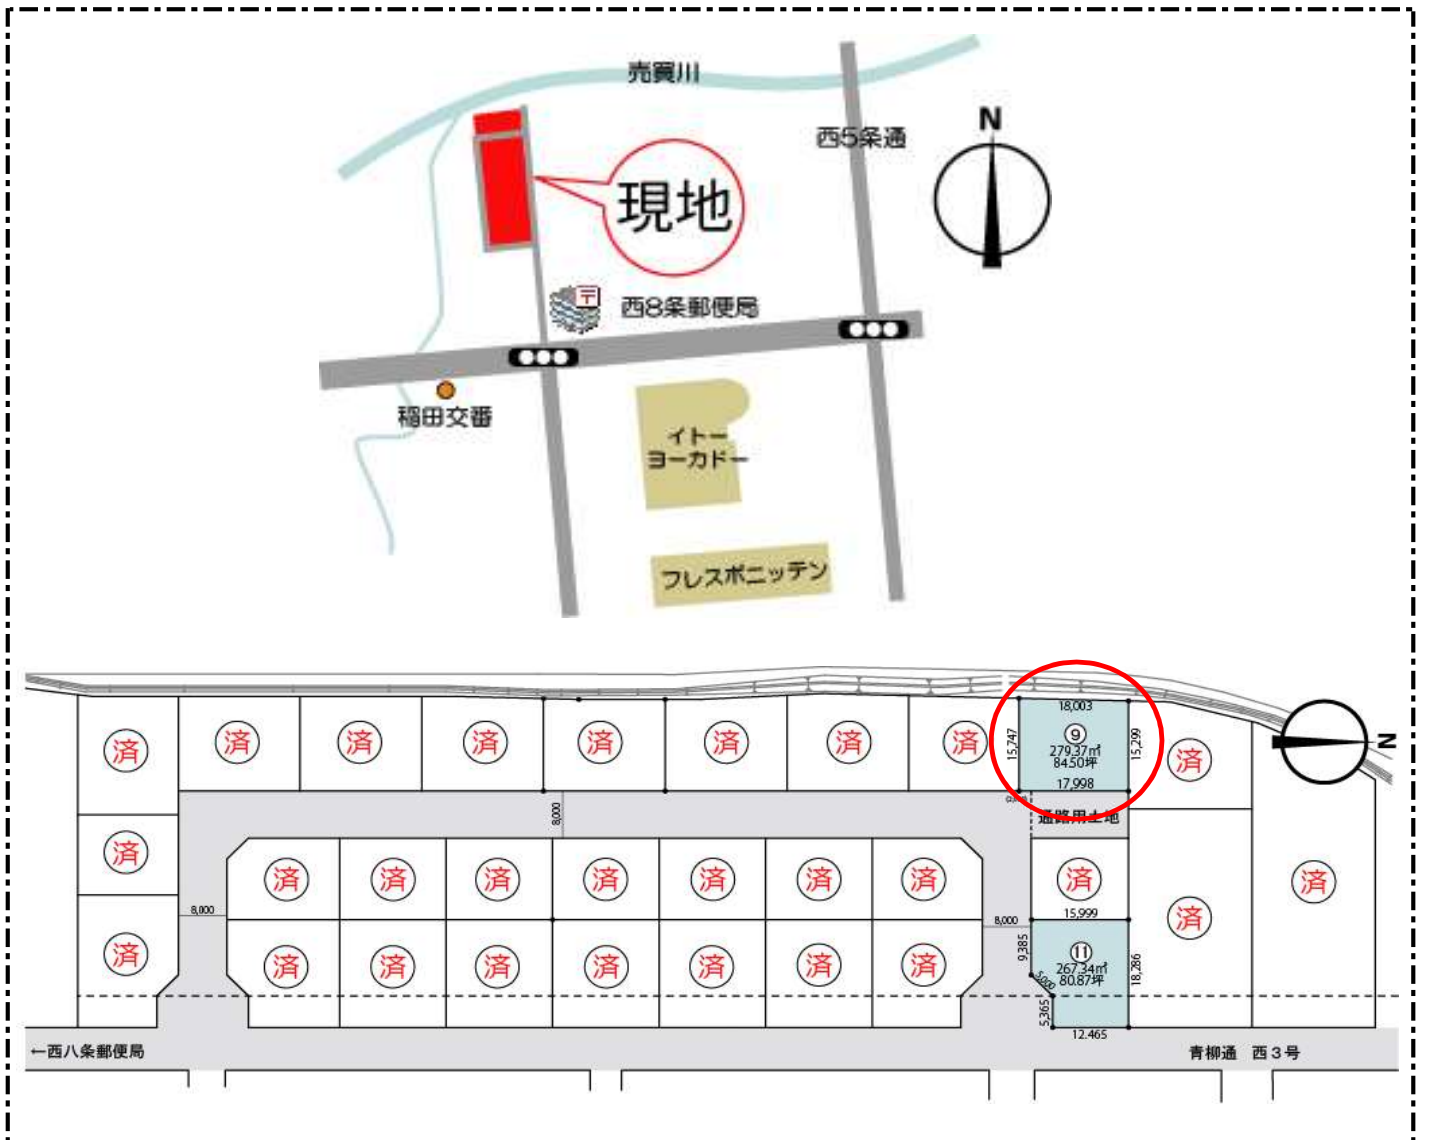 売買川
N
西5条通
現地
〒
西8条郵便局
稲田交番
イトー
ヨーカドー
フレスポニッテン
18,003
済
済
済
済
済
済
済
済
15,747
⑨
279.37㎡
84.50坪
17,998
15,299
済
N
8,000
通路用土地
済
済
済
済
済
済
済
済
済
済
15,999
済
8,000
8,000
9,385
⑪
267.34㎡
80.87坪
18,286
5,000
5,365
12.465
済
済
済
済
済
済
済
済
←西八条郵便局
青柳通 西3号